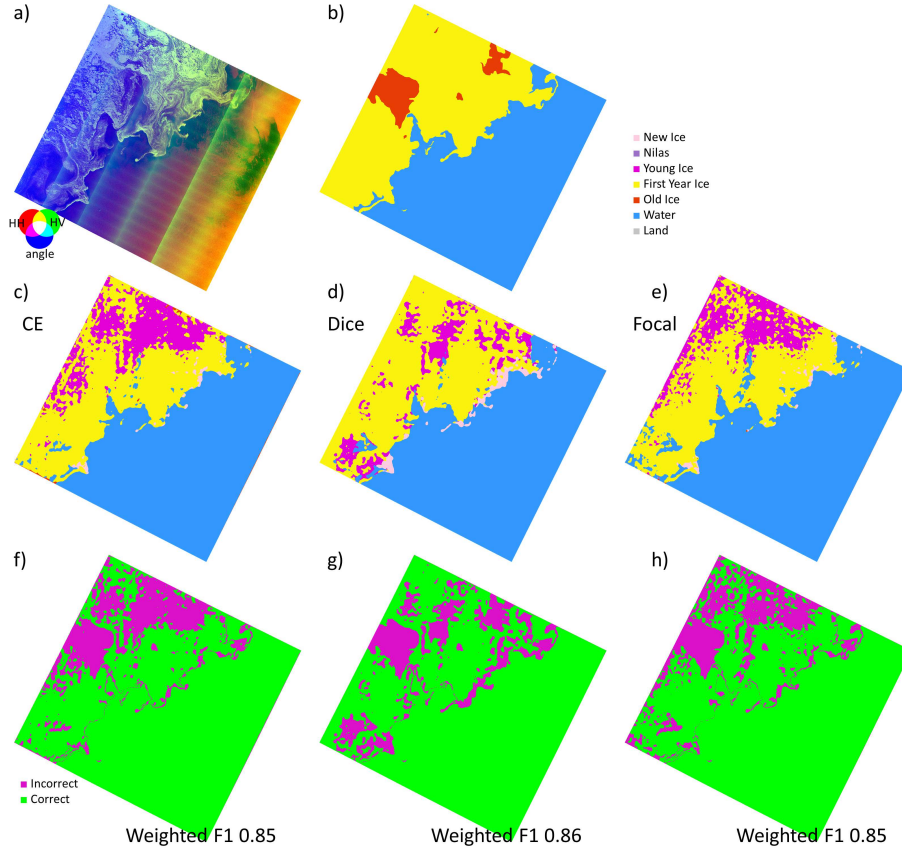 a)
b)
HH
HV
angle
New Ice
Nilas
Young Ice
First Year Ice
Old Ice
Water
Land
c)
CE
d)
Dice
e)
Focal
f)
g)
h)
Incorrect
Correct
Weighted F1 0.85
Weighted F1 0.86
Weighted F1 0.85